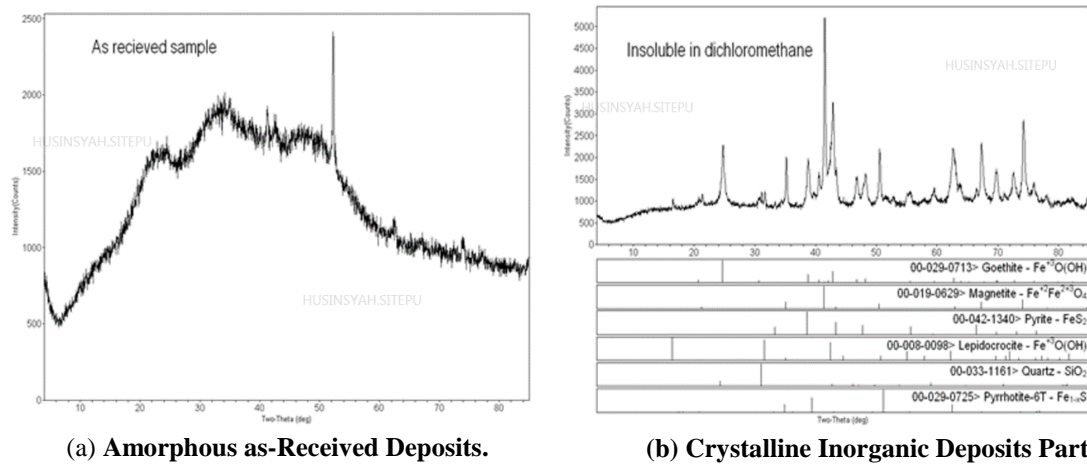 2500
As recieved sample
2000
HUSINSYAH.SITEPU
1500
Intensity(Counts)
1000
HUSINSYAH.SITEPU
500
0
10 20 30 40 50 60 70 80
Two-Theta (deg)
(a) Amorphous as-Received Deposits.
5000
Insoluble in dichloromethane
4500
HUSINSYAH.SITEPU
4000
3500
HUSINSYAH.SITEPU
3000
2500
Intensity(Counts)
2000
1500
1000
500
0
10 20 30 40 50 60 70 80
00-029-0713> Goethite - Fe+3O(OH)
00-019-0629> Magnetite - Fe+2Fe2+3O4
00-042-1340> Pyrite - FeS2
00-008-0098> Lepidocrocite - Fe+3O(OH)
00-033-1161> Quartz - SiO2
00-029-0725> Pyrrhotite-6T - Fe1-xS
Two-Theta (deg)
(b) Crystalline Inorganic Deposits Part